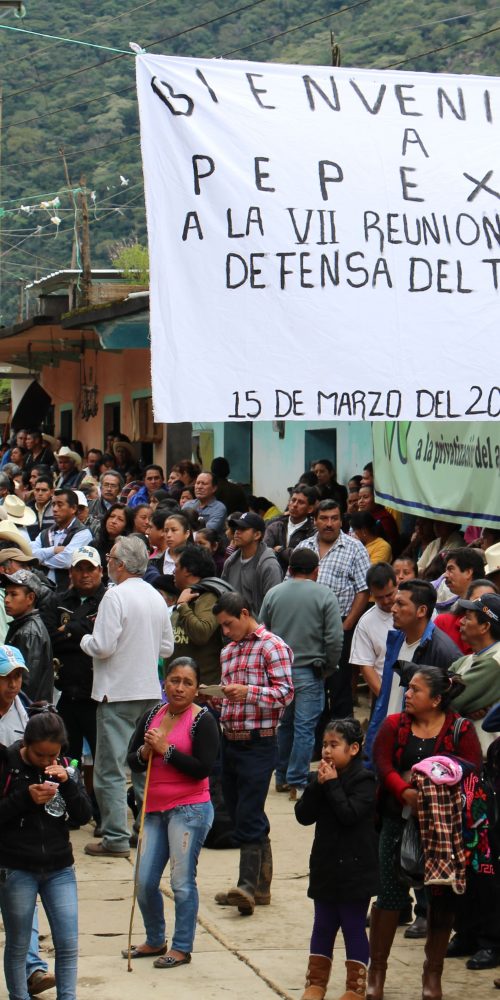 BIENVENI
A
PEPEX
A LA VII REUNION
DEFENSA DEL T
15 DE MARZO DEL 20
a la privatización del a